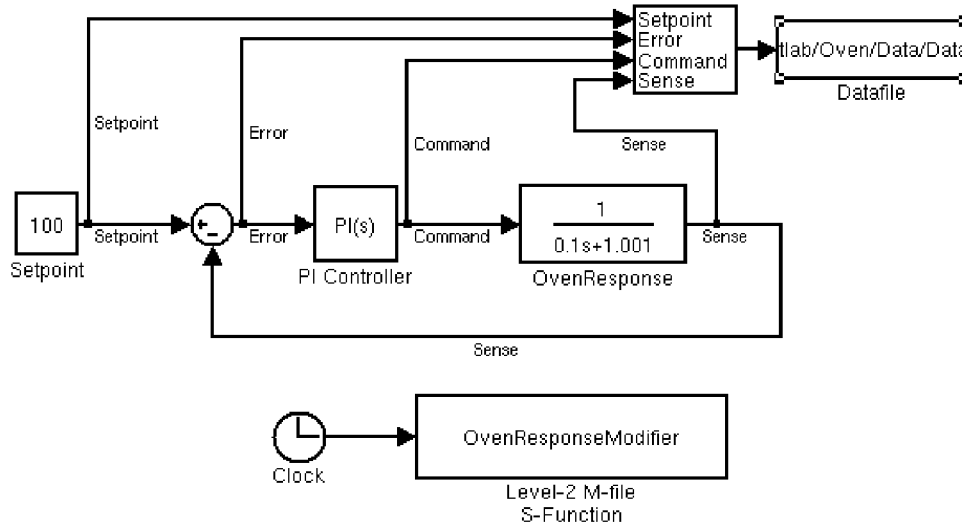 Setpoint
Error
Command
Sense
tlab/Oven/Data/Data
Datafile
Setpoint
Error
Command
Sense
100
Setpoint
Setpoint
+
-
Error
PI(s)
PI Controller
Command
1
0.1s+1.001
OvenResponse
Sense
Sense
Clock
OvenResponseModifier
Level-2 M-file
S-Function